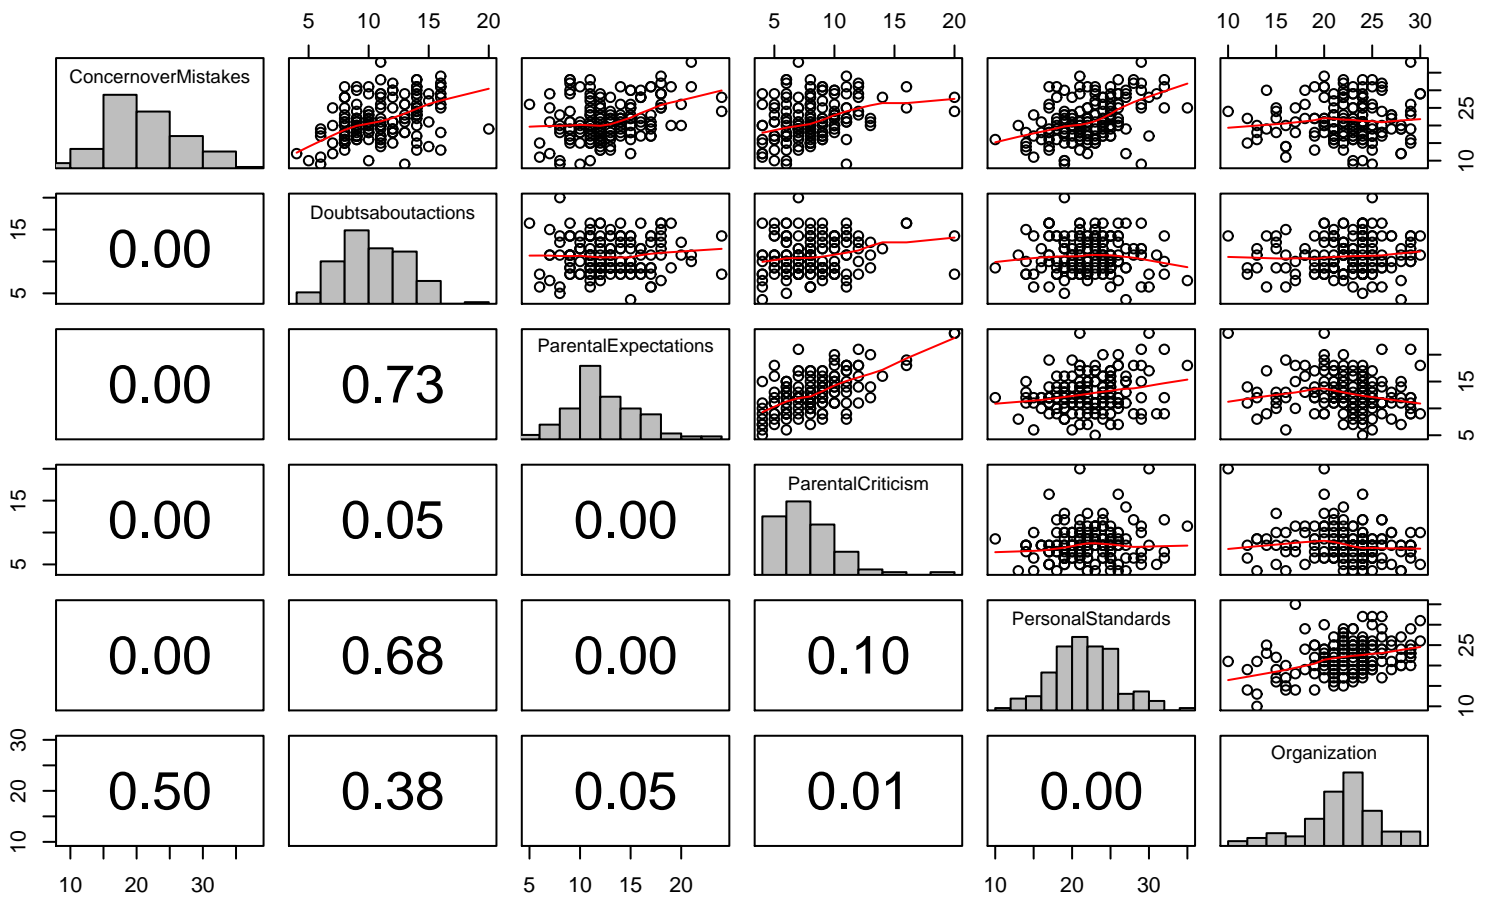 5 10 15 20 5 10 15 20 10 15 20 25 30
ConcernoverMistakes
10 25
Doubtsaboutactions
0.00
5 15
ParentalExpectations
0.00 0.73
5 15
ParentalCriticism
0.00 0.05 0.00
5 15
PersonalStandards
0.00 0.68 0.00 0.10
10 25
Organization
0.50 0.38 0.05 0.01 0.00
10 20 30
10 20 30 5 10 15 20 10 20 30